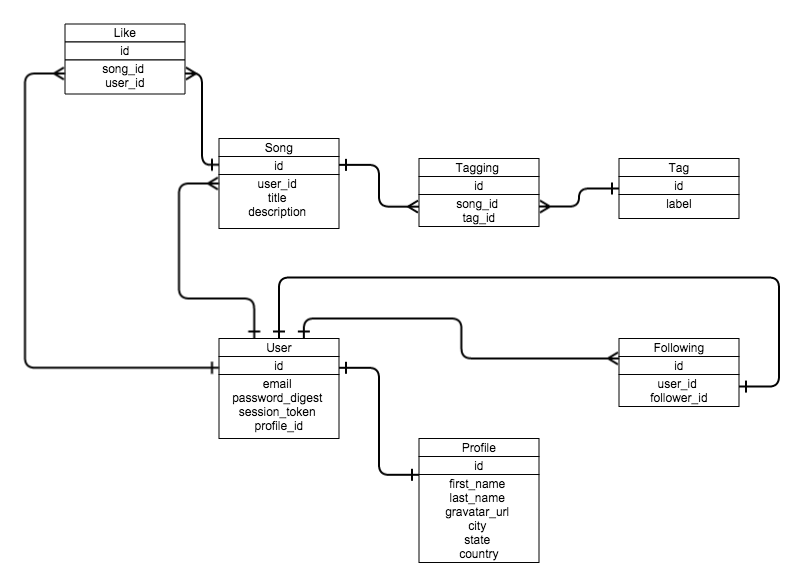 Like
id
song_id
user_id
Song
id
user_id
title
description
Tagging
id
song_id
tag_id
Tag
id
label
User
id
email
password_digest
session_token
profile_id
Following
id
user_id
follower_id
Profile
id
first_name
last_name
gravatar_url
city
state
country